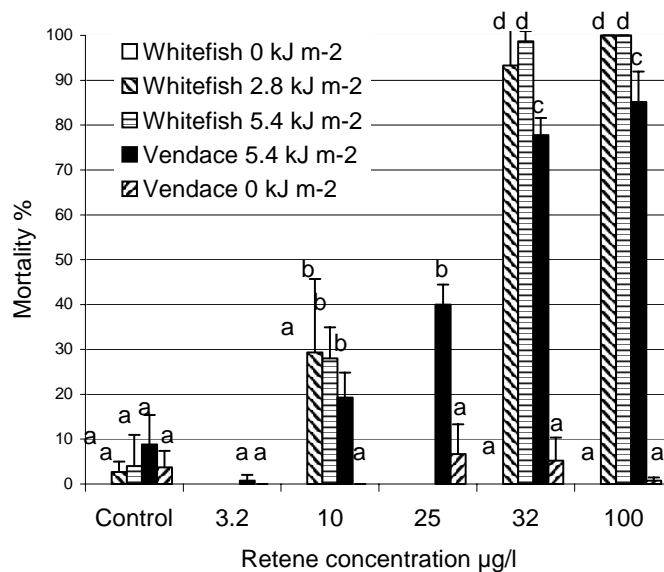 d d
d d
100
c
Whitefish 0 kJ m-2
90
Whitefish 2.8 kJ m-2
c
80
Whitefish 5.4 kJ m-2
70
Vendace 5.4 kJ m-2
60
Vendace 0 kJ m-2
50
b
b
40
b
a
b
30
20
a
a
a
a
a
10
a
a a
a
a
a
a
0
Control 3.2 10 25 32 100
Mortality %
Retene concentration µg/l